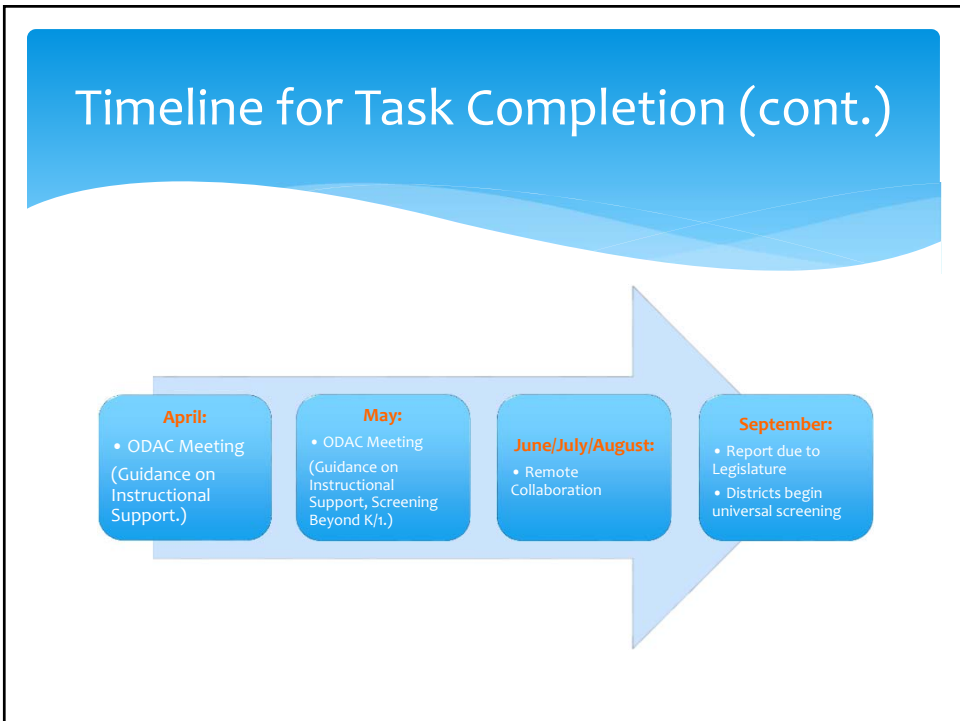 Timeline for Task Completion (cont.)
April:
• ODAC Meeting
(Guidance on
Instructional
Support.)
May:
• ODAC Meeting
(Guidance on
Instructional
Support, Screening
Beyond K/1.)
June/July/August:
• Remote
Collaboration
September:
• Report due to
Legislature
• Districts begin
universal screening